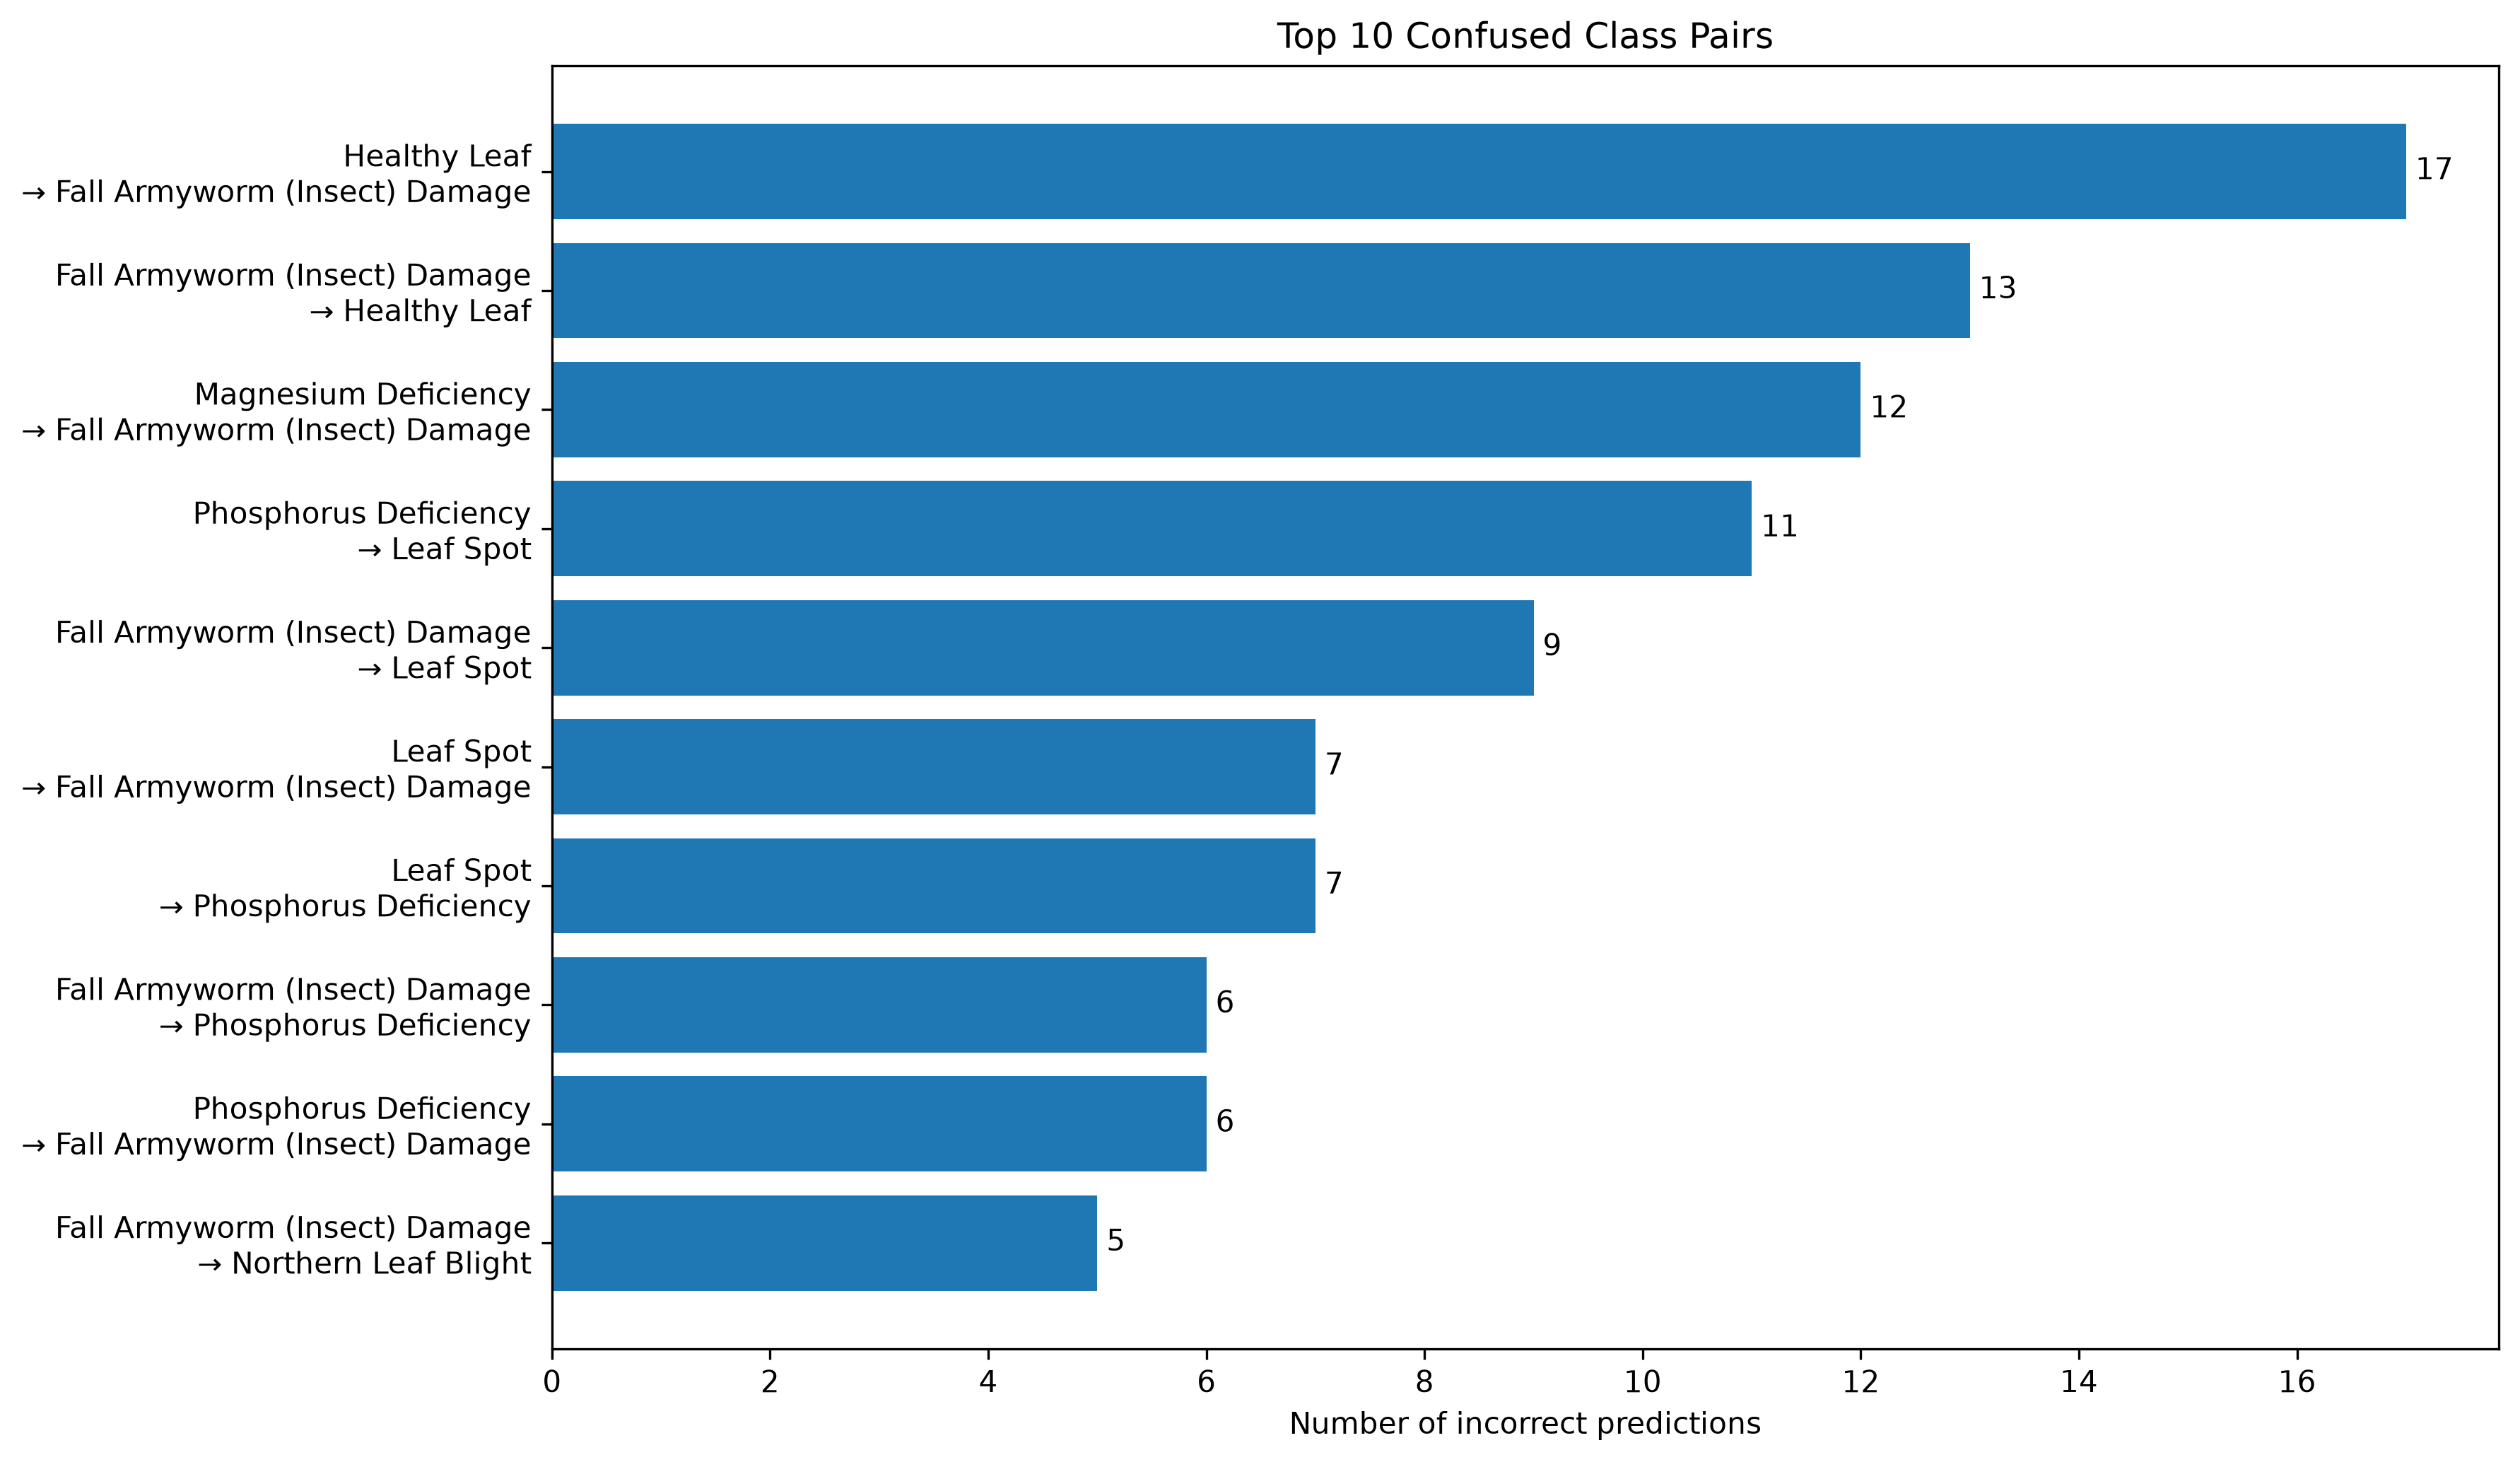 Top 10 Confused Class Pairs
Healthy Leaf
→ Fall Armyworm (Insect) Damage
17
Fall Armyworm (Insect) Damage
→ Healthy Leaf
13
Magnesium Deficiency
→ Fall Armyworm (Insect) Damage
12
Phosphorus Deficiency
→ Leaf Spot
11
Fall Armyworm (Insect) Damage
→ Leaf Spot
9
Leaf Spot
→ Fall Armyworm (Insect) Damage
7
Leaf Spot
→ Phosphorus Deficiency
7
Fall Armyworm (Insect) Damage
→ Phosphorus Deficiency
6
Phosphorus Deficiency
→ Fall Armyworm (Insect) Damage
6
Fall Armyworm (Insect) Damage
→ Northern Leaf Blight
5
0 2 4 6 8 10 12 14 16
Number of incorrect predictions